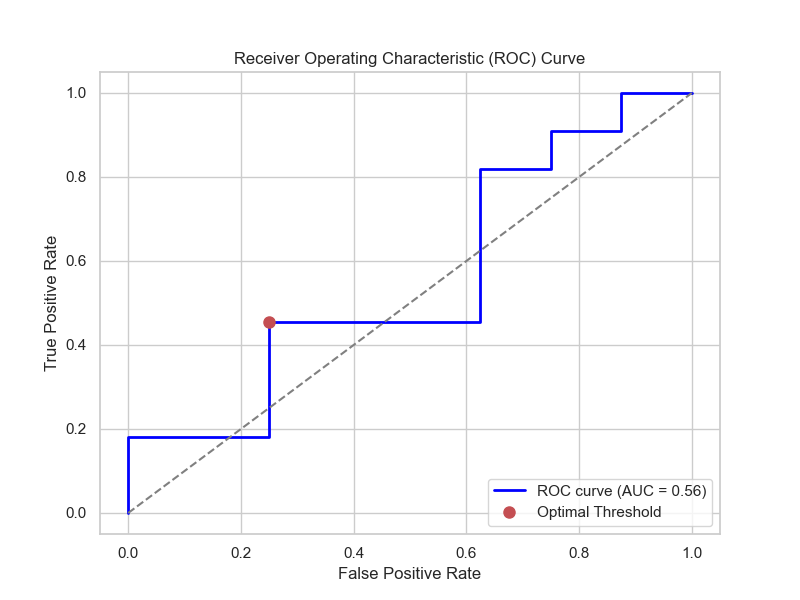 Receiver Operating Characteristic (ROC) Curve
True Positive Rate
1.0
0.8
0.6
0.4
0.2
0.0
ROC curve (AUC = 0.56)
Optimal Threshold
0.0 0.2 0.4 0.6 0.8 1.0
False Positive Rate